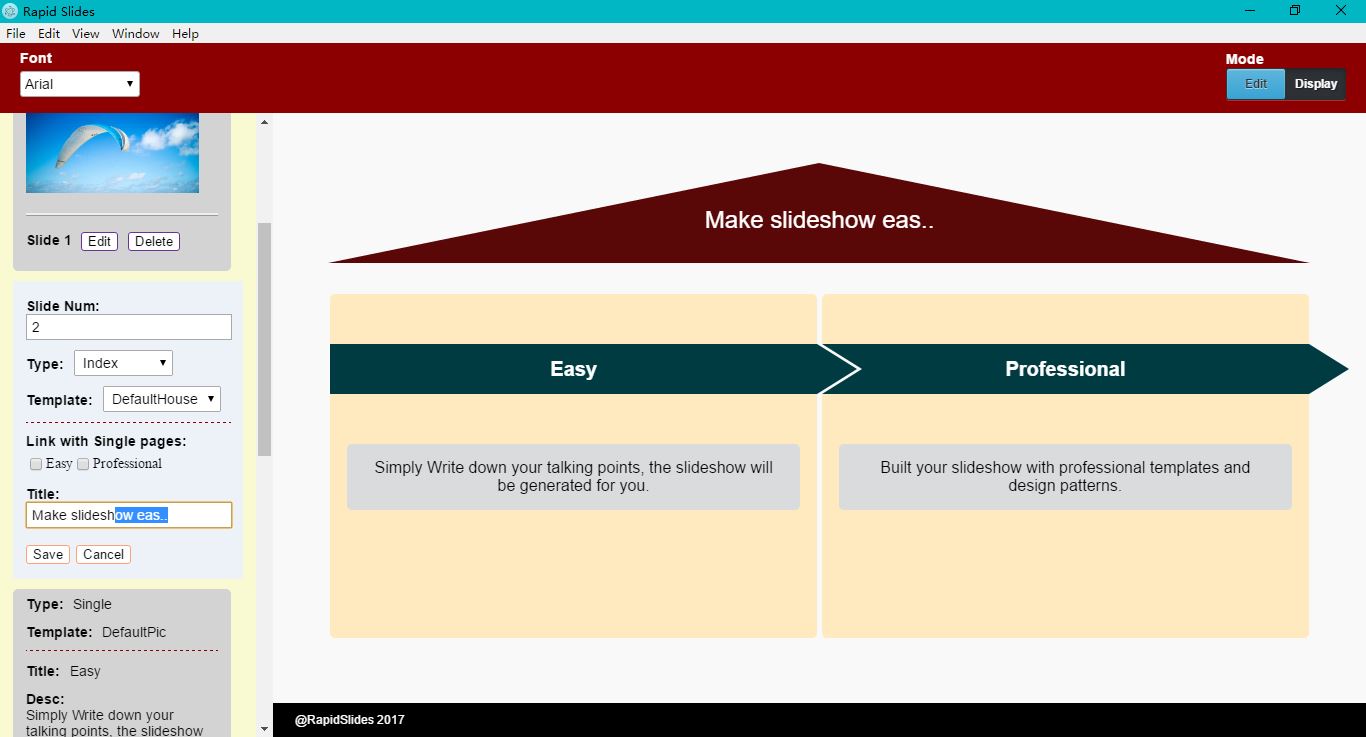 Rapid Slides
File Edit View Window Help
Font
Arial
Mode
Edit Display
Slide 1 Edit Delete
Slide Num:
2
Type: Index
Template: DefaultHouse
Link with Single pages:
Easy Professional
Title:
Make slideshow eas..
Save Cancel
Type: Single
Template: DefaultPic
Title: Easy
Desc:
Simply Write down your
talking points, the slideshow
Make slideshow eas..
Easy
Professional
Simply Write down your talking points, the slideshow will
be generated for you.
Built your slideshow with professional templates and
design patterns.
@RapidSlides 2017